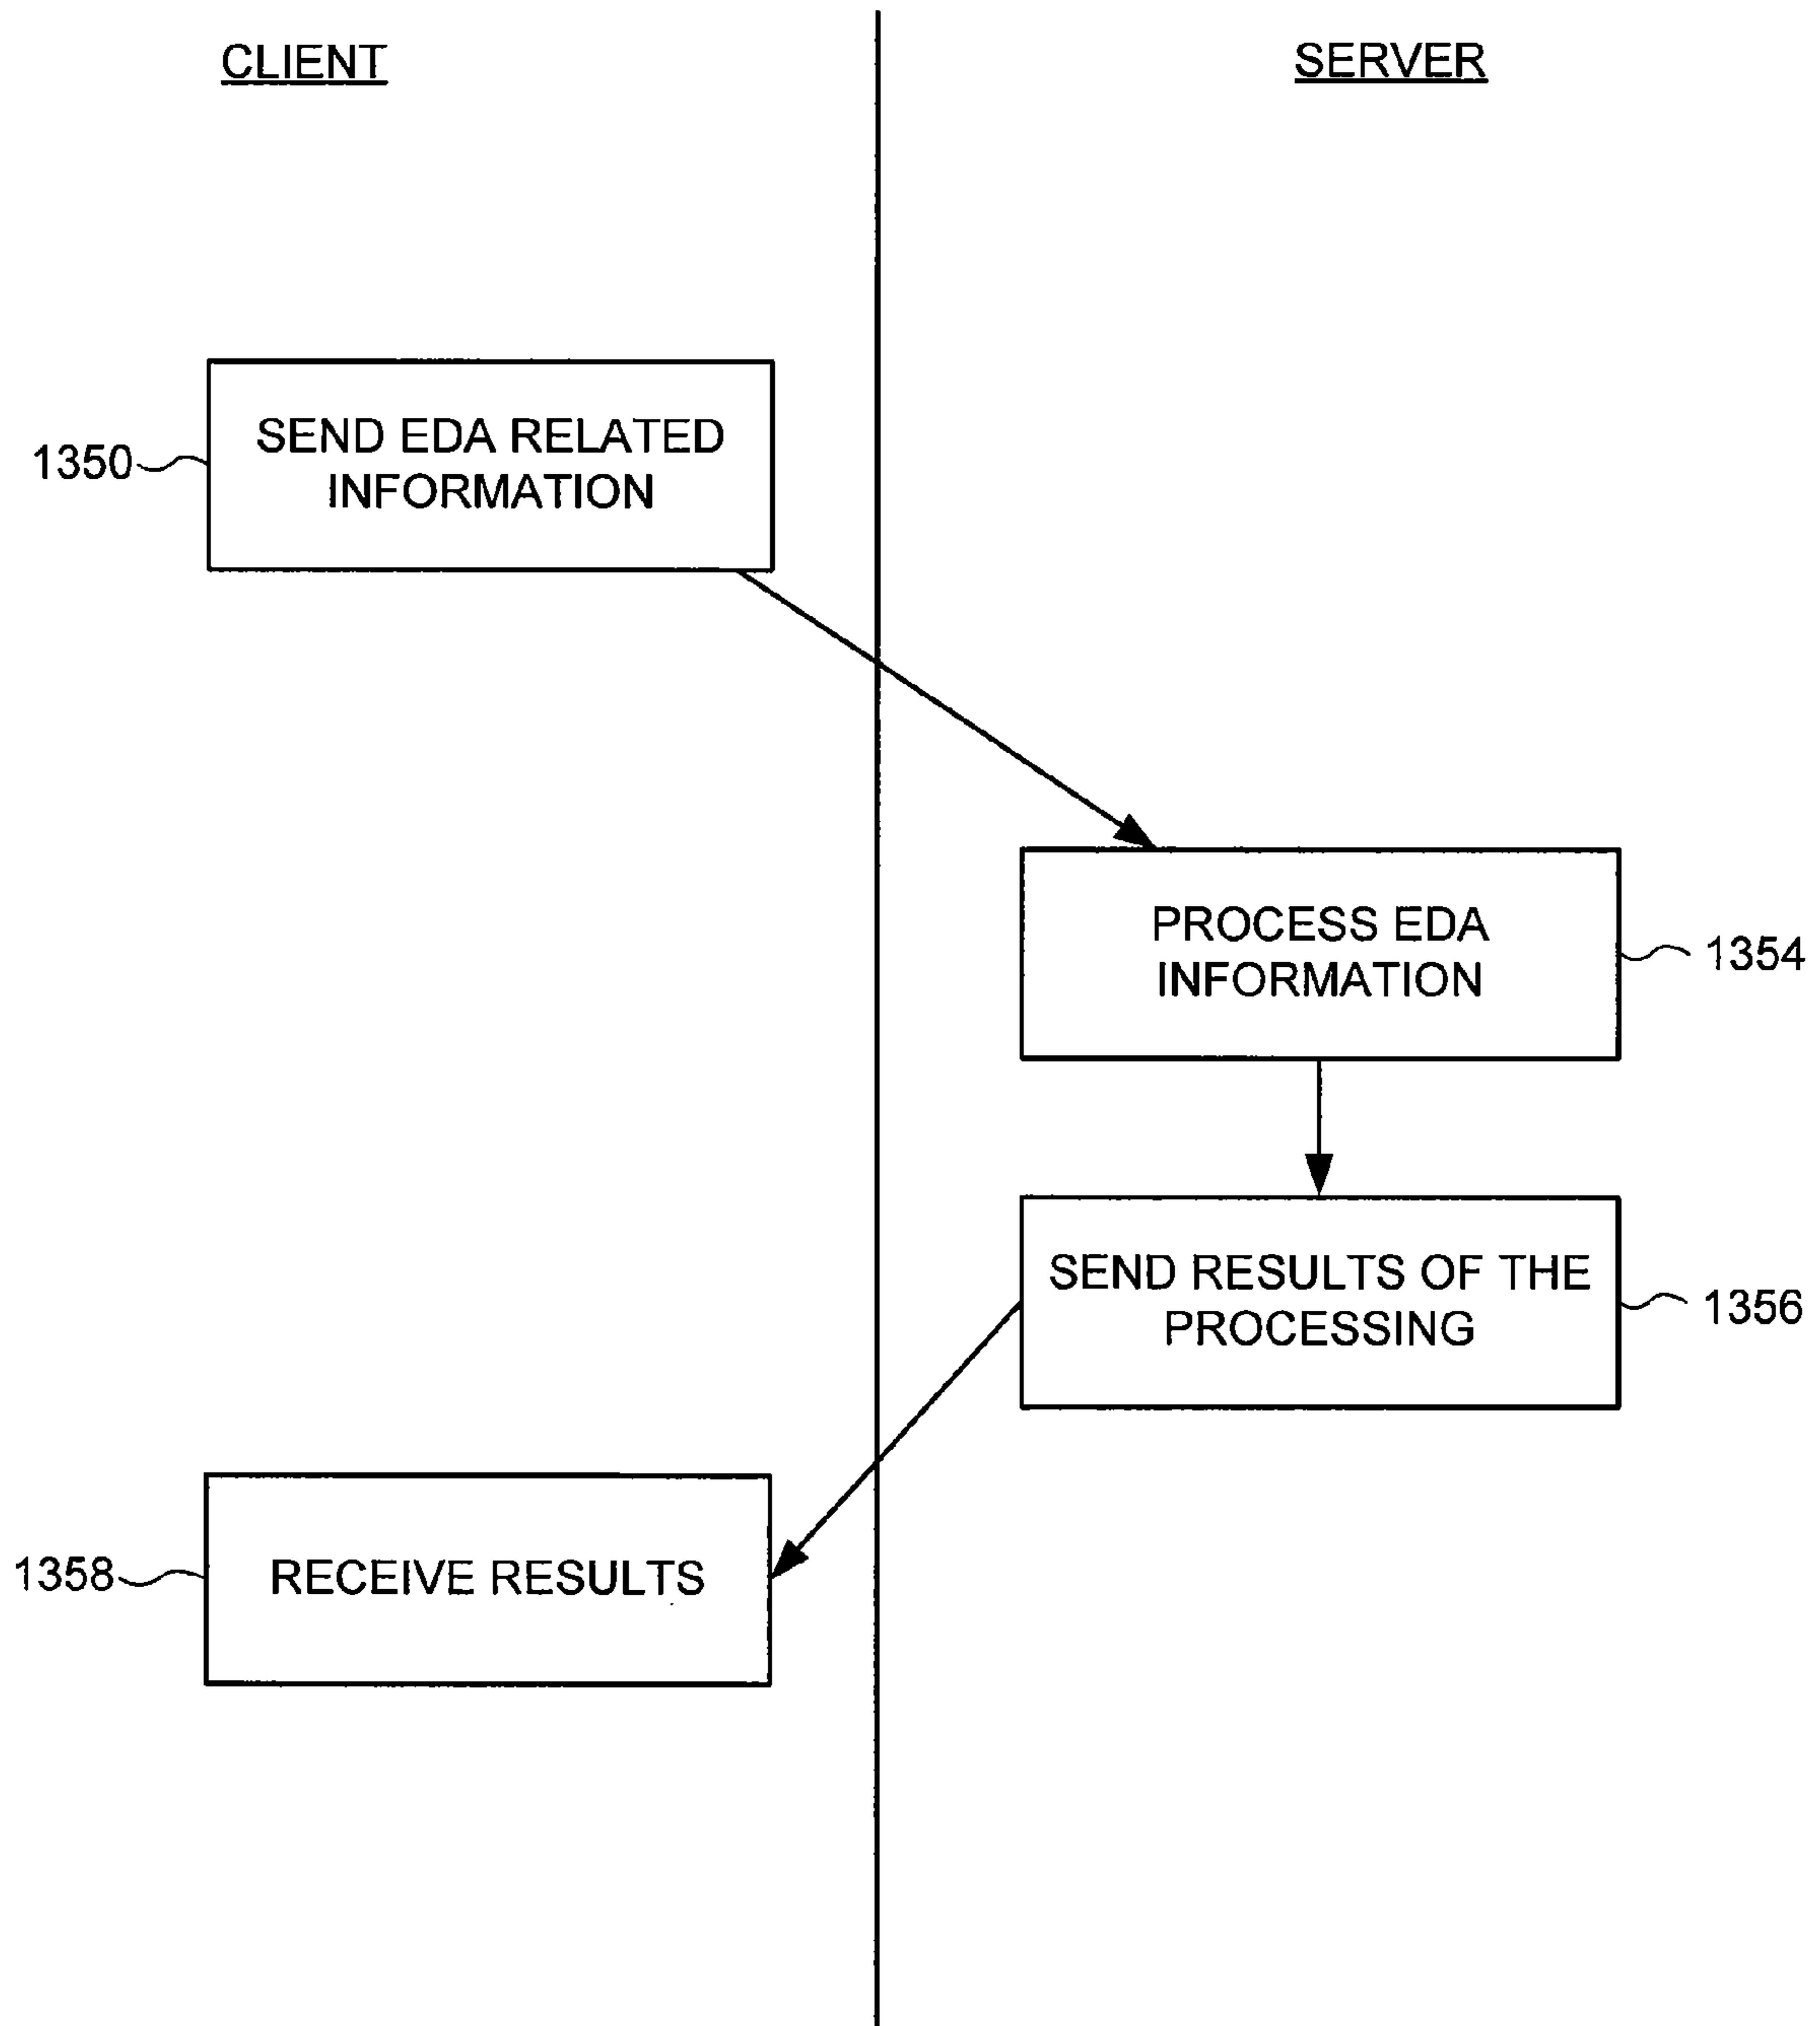 CLIENT
SERVER
1350
SEND EDA RELATED
INFORMATION
PROCESS EDA
INFORMATION
1354
SEND RESULTS OF THE
PROCESSING
1356
1358
RECEIVE RESULTS